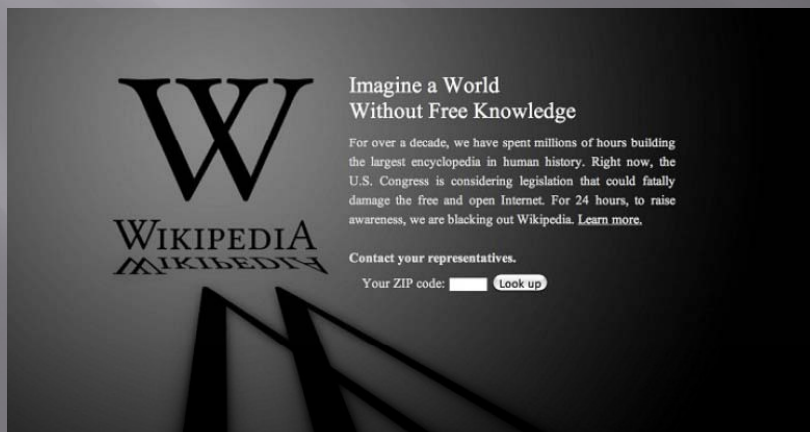 W
WIKIPEDIA
WIKIPEDIA
Imagine a World
Without Free Knowledge
For over a decade, we have spent millions of hours building
the largest encyclopedia in human history. Right now, the
U.S. Congress is considering legislation that could fatally
damage the free and open Internet. For 24 hours, to raise
awareness, we are blacking out Wikipedia. Learn more.
Contact your representatives.
Your ZIP code: Look up